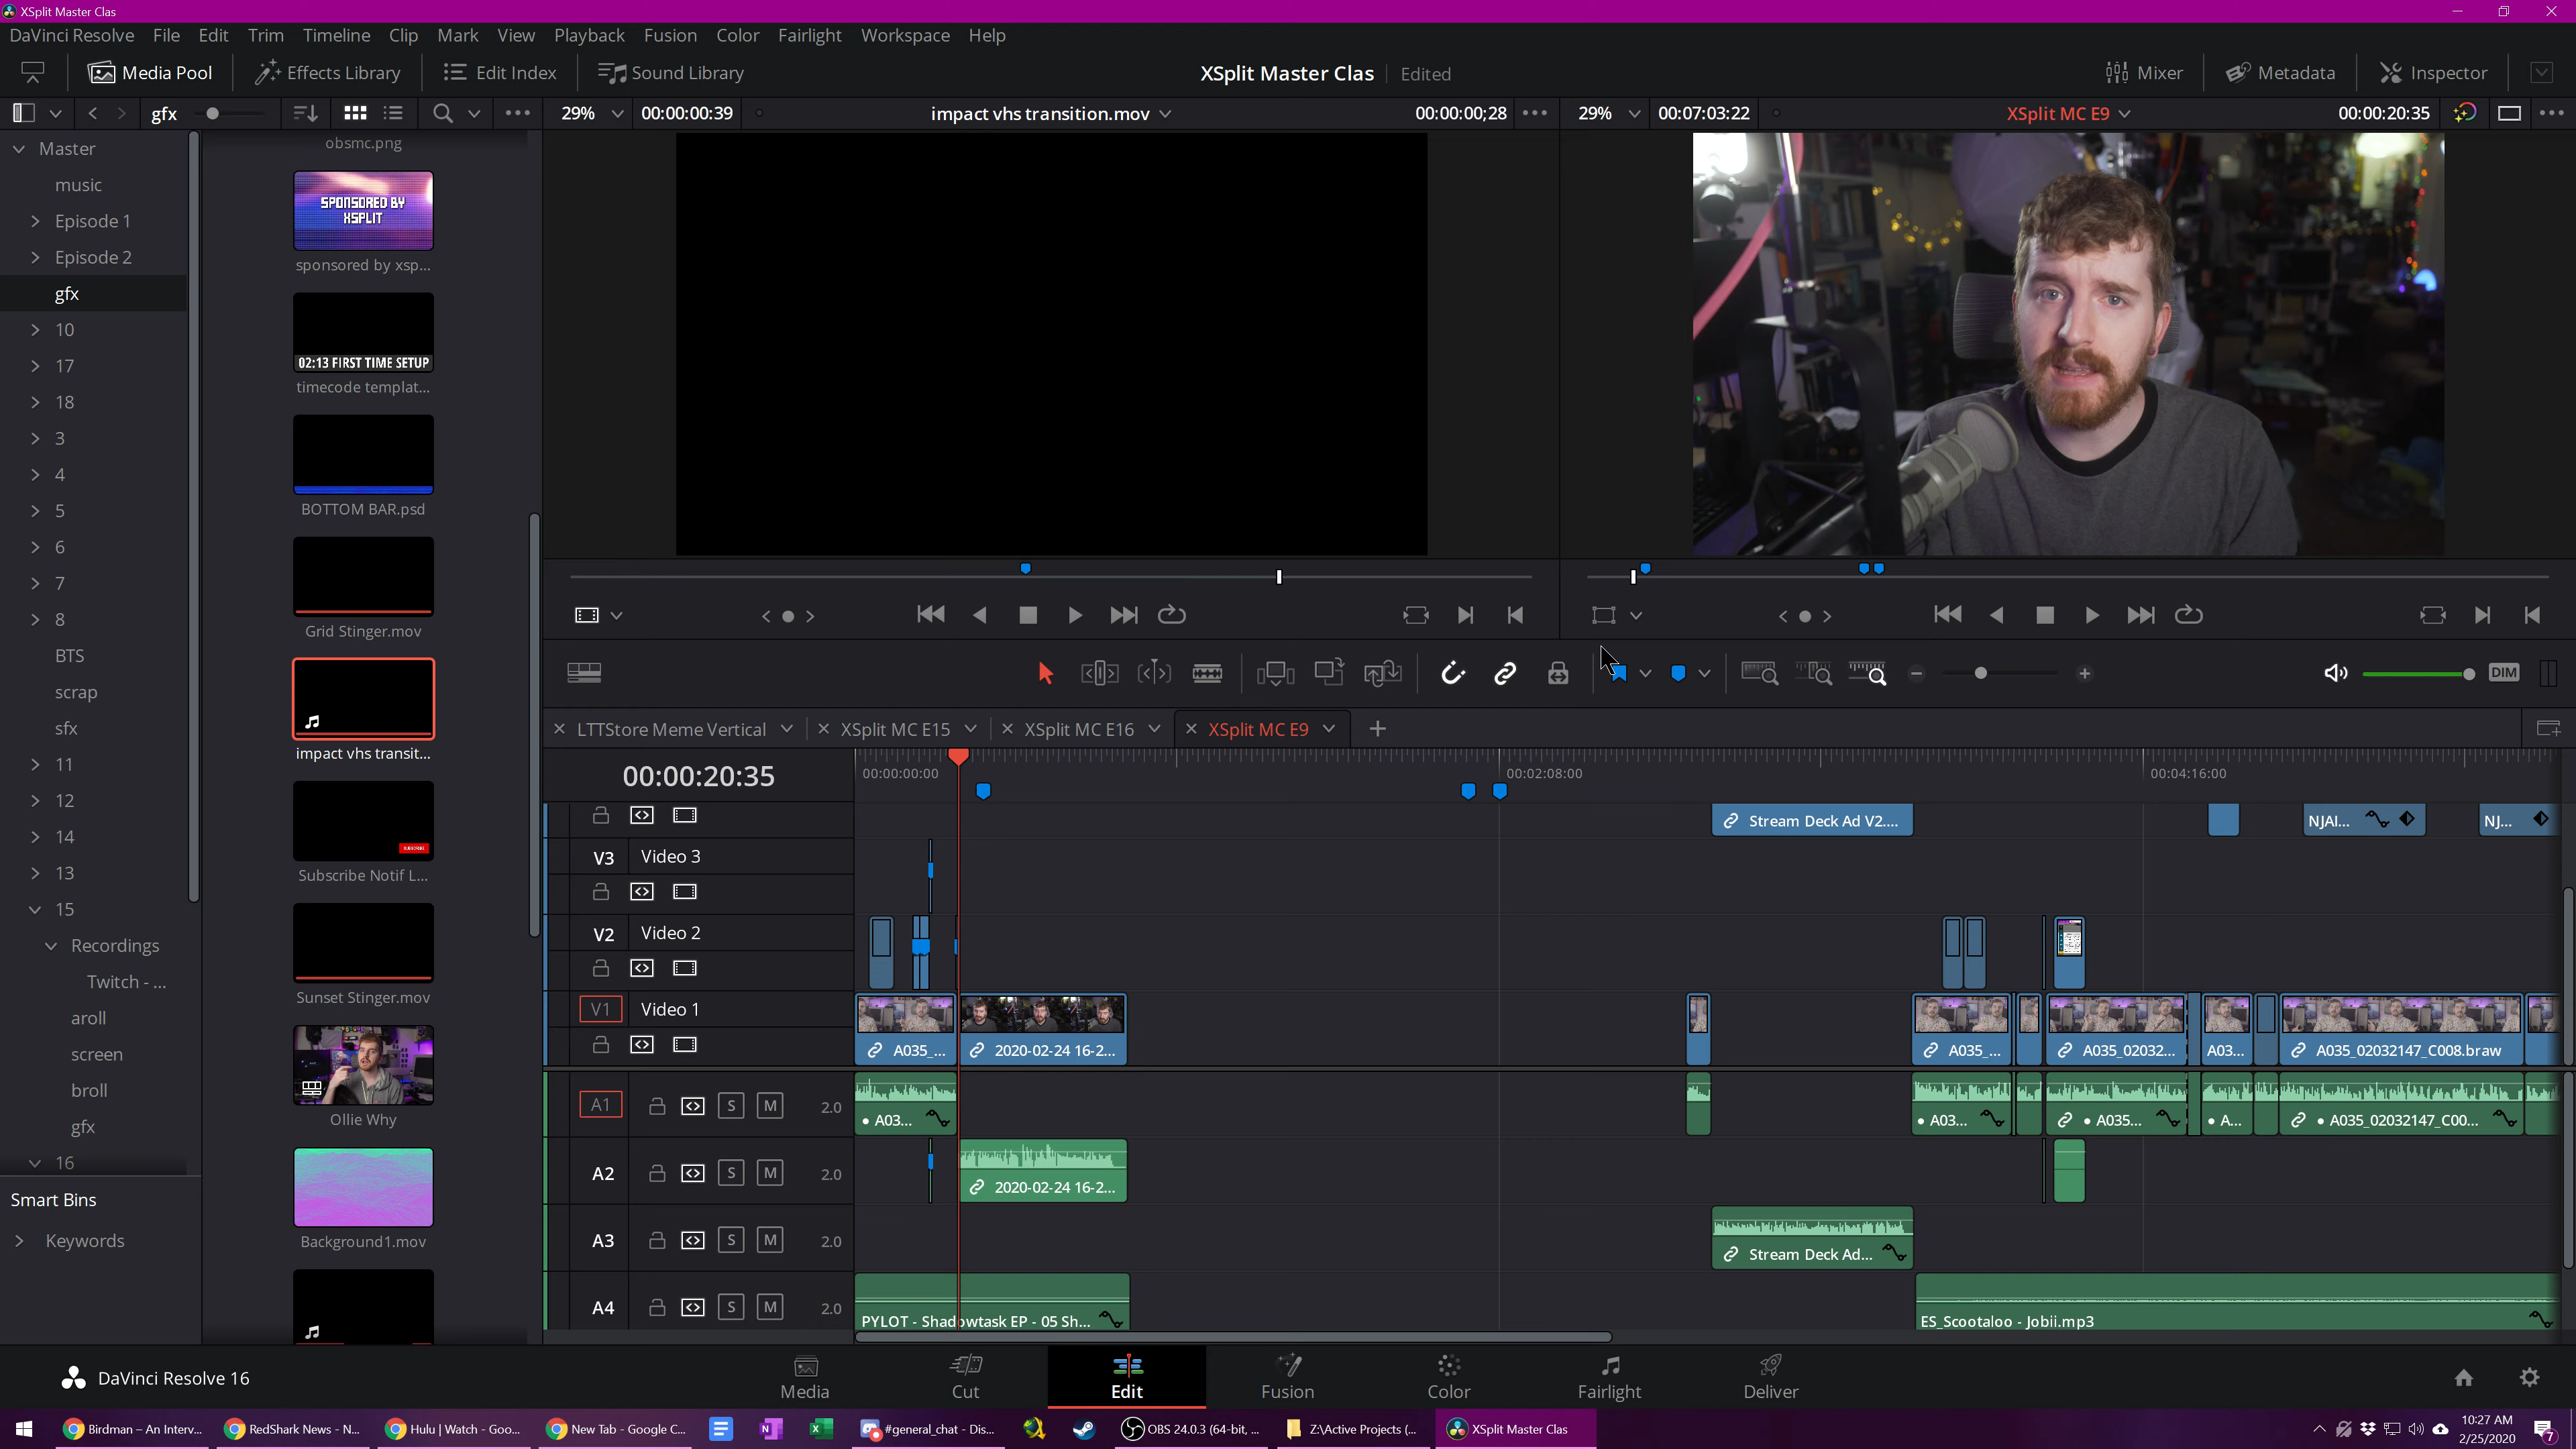 XSplit Master Clas
DaVinci Resolve File Edit Trim Timeline Clip Mark View Playback Fusion Color Fairlight Workspace Help
Media Pool Effects Library Edit Index Sound Library XSplit Master Clas Edited Mixer Metadata Inspector
gfx 29% 00:00:00:39 impact vhs transition.mov 00:00:00;28 29% 00:07:03:22 XSplit MC E9 00:00:20:35
Master
music
Episode 1
Episode 2
gfx
10
17
18
3
4
5
6
7
8
BTS
scrap
sfx
11
12
14
13
15
Recordings
Twitch - ...
aroll
screen
broll
gfx
16
Smart Bins
Keywords
obsmc.png
SPONSORED BY
XSPLIT
sponsored by xsp...
02:13 FIRST TIME SETUP
timecode templat...
BOTTOM BAR.psd
Grid Stinger.mov
impact vhs transit...
SUBSCRIBE
Subscribe Notif L...
Sunset Stinger.mov
Ollie Why
Background1.mov
DIM
LTTStore Meme Vertical XSplit MC E15 XSplit MC E16 XSplit MC E9
00:00:20:35 00:00:00:00 00:02:08:00 00:04:16:00
Stream Deck Ad V2.... NJAI... NJ...
V3 Video 3
V2 Video 2
V1 Video 1
A035_... 2020-02-24 16-2... A035_... A035_02032... A03... A035_02032147_C008.braw
A1 S M 2.0
A03... A03... A035... A... A035_02032147_C00...
A2 S M 2.0
2020-02-24 16-2...
A3 S M 2.0
Stream Deck Ad...
A4 S M 2.0
PYLOT - Shadowtask EP - 05 Sh... ES_Scootaloo - Jobii.mp3
DaVinci Resolve 16 Media Cut Edit Fusion Color Fairlight Deliver
Birdman – An Interv... RedShark News - N... Hulu | Watch - Goo... New Tab - Google C... #general_chat - Dis... OBS 24.0.3 (64-bit, ... Z:\Active Projects (... XSplit Master Clas
10:27 AM
2/25/2020
7